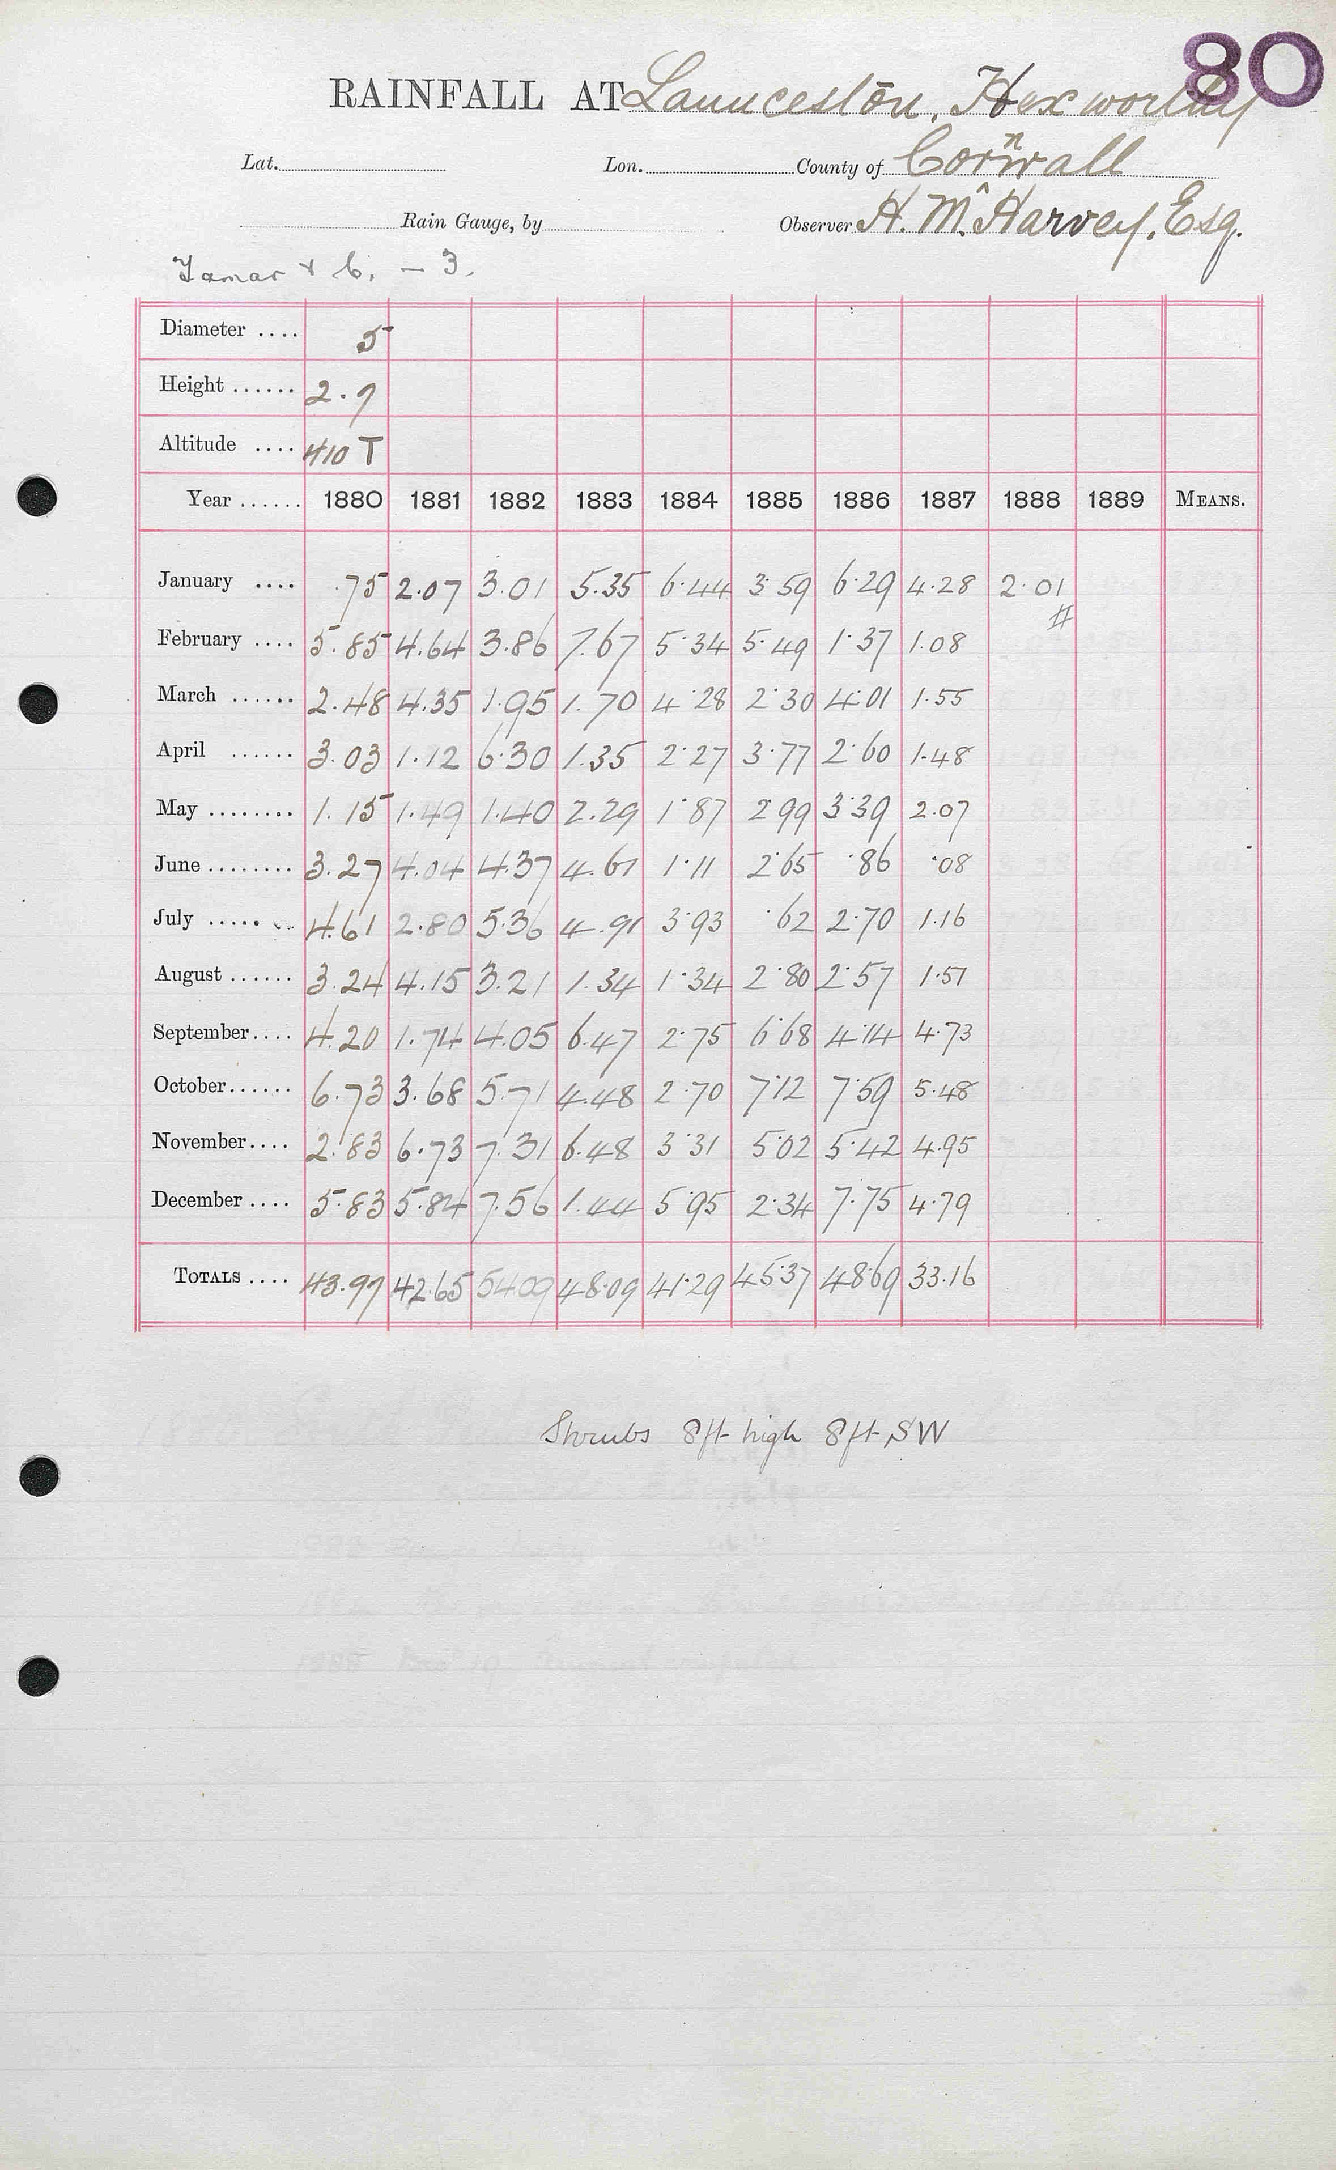 80
RAINFALL AT Launceston, Hexworthy
Lat. Lon. County of Cornwall
Rain Gauge, by Observer H. M. Harvey, Esq.
Tamar & C. - 3.
Diameter .... 5
Height ...... 2.7
Altitude .... 410 T
Year ...... 1880 1881 1882 1883 1884 1885 1886 1887 1888 1889 MEANS.
January .... .75 2.07 3.01 5.35 6.44 3.59 6.29 4.28 2.01
February .... 5.85 4.64 3.86 7.67 5.34 5.49 1.37 1.08 #
March ...... 2.48 4.35 1.95 1.70 4.28 2.30 4.01 1.55
April ...... 3.03 1.12 6.30 1.35 2.27 3.77 2.60 1.48
May ........ 1.15 1.49 1.40 2.29 1.87 2.99 3.39 2.07
June ........ 3.27 4.04 4.37 4.61 1.11 2.65 .86 .08
July ........ 4.61 2.80 5.36 4.91 3.93 .62 2.70 1.16
August ...... 3.24 4.15 3.21 1.34 1.34 2.80 2.57 1.51
September .... 4.20 1.74 4.05 6.47 2.75 6.68 4.14 4.73
October ...... 6.73 3.68 5.71 4.48 2.70 7.12 7.59 5.48
November .... 2.83 6.73 7.31 6.48 3.31 5.02 5.42 4.95
December .... 5.83 5.84 7.56 1.44 5.95 2.34 7.75 4.79
TOTALS .... 43.97 42.65 54.09 48.09 41.29 45.37 48.69 33.16
Shrubs 8ft high 8ft SW